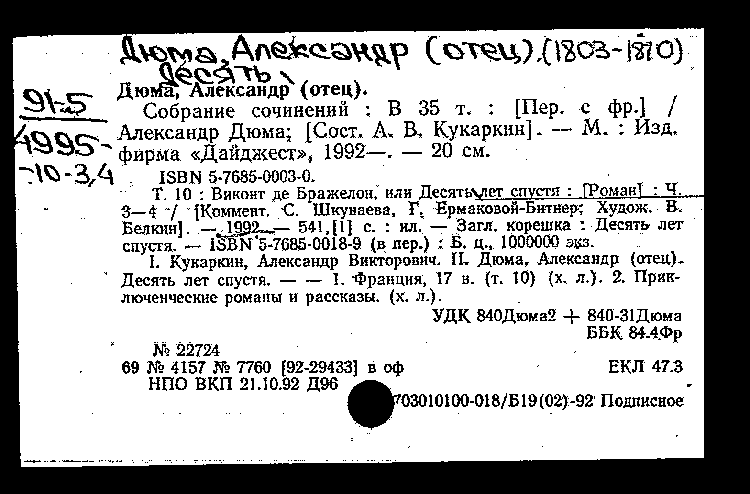 Дюма, Александр (отец).(1803-1870)
Десять
Дюма, Александр (отец).
91-5
Собрание сочинений : В 35 т. : [Пер. с фр.] /
4995-
Александр Дюма; [Сост. А. В. Кукаркин]. — М. : Изд.
фирма «Дайджест», 1992—. — 20 см.
-10-3,4
ISBN 5-7685-0003-0.
Т. 10 : Виконт де Бражелон, или Десять лет спустя : [Роман] : Ч.
3—4 / [Коммент. С. Шкунаева, Г. Ермаковой-Битнер; Худож. В.
Белкин]. — 1992.— 541,[1] с. : ил. — Загл. корешка : Десять лет
спустя. — ISBN 5-7685-0018-9 (в пер.) : Б. ц., 1000000 экз.
I. Кукаркин, Александр Викторович. II. Дюма, Александр (отец).
Десять лет спустя. — — 1. Франция, 17 в. (т. 10) (х. л.). 2. Прик-
люченческие романы и рассказы. (х. л.).
УДК 840Дюма2 + 840-31Дюма
ББК 84.4Фр
№ 22724
69 № 4157 № 7760 [92-29433] в оф
ЕКЛ 47.3
НПО ВКП 21.10.92 Д96
703010100-018/Б19(02)-92 Подписное